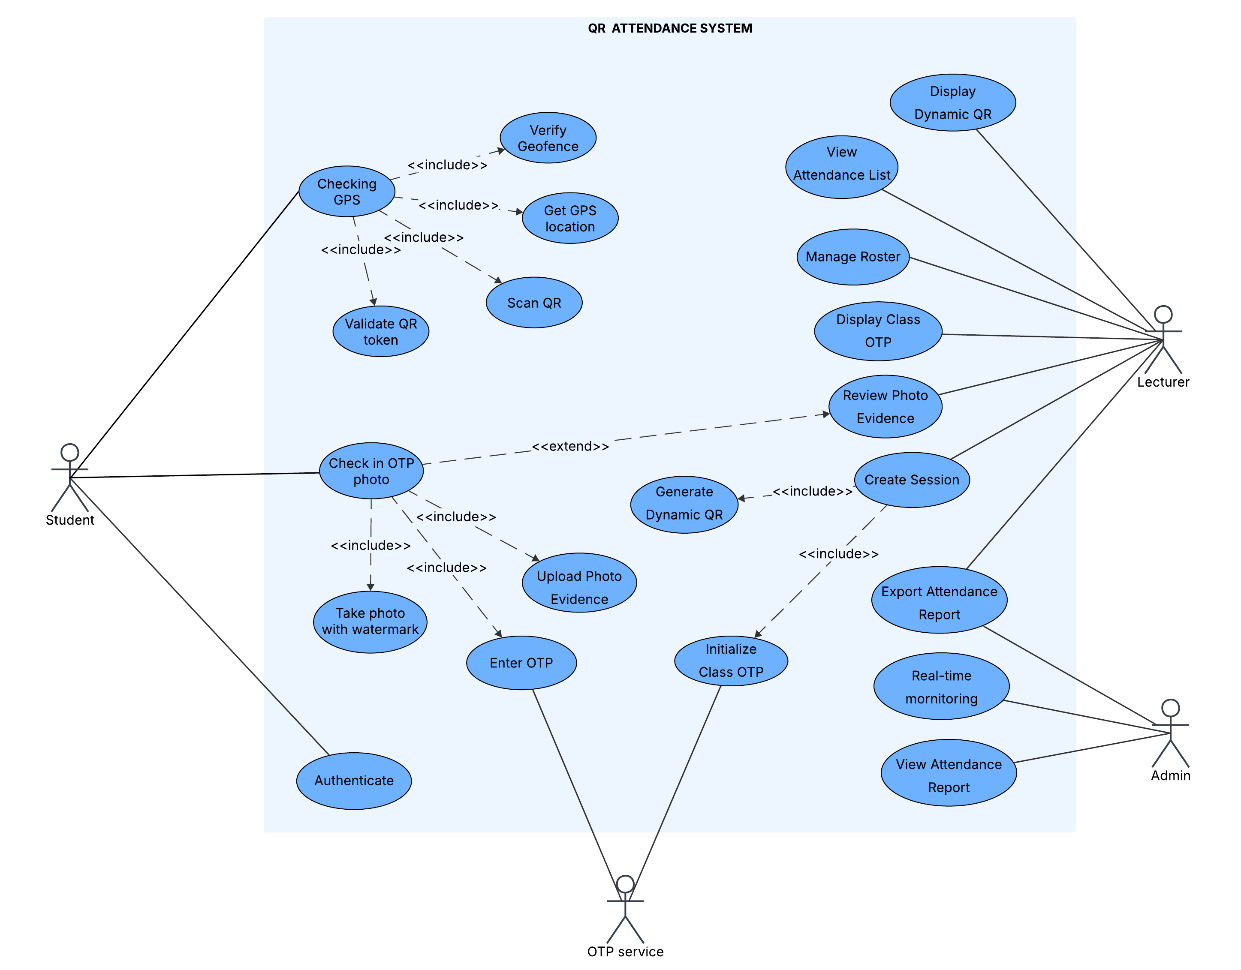 QR ATTENDANCE SYSTEM
Display
Dynamic QR
Verify
Geofence
View
Attendance List
<<include>>
Checking
GPS
<<include>>
Get GPS
location
<<include>>
<<include>>
Manage Roster
Scan QR
Validate QR
token
Display Class
OTP
Lecturer
Review Photo
Evidence
<<extend>>
Check in OTP
photo
Create Session
Generate
Dynamic QR
<<include>>
Student
<<include>>
<<include>>
<<include>>
<<include>>
Upload Photo
Evidence
Export Attendance
Report
Take photo
with watermark
Enter OTP
Initialize
Class OTP
Real-time
mornitoring
Authenticate
View Attendance
Report
Admin
OTP service